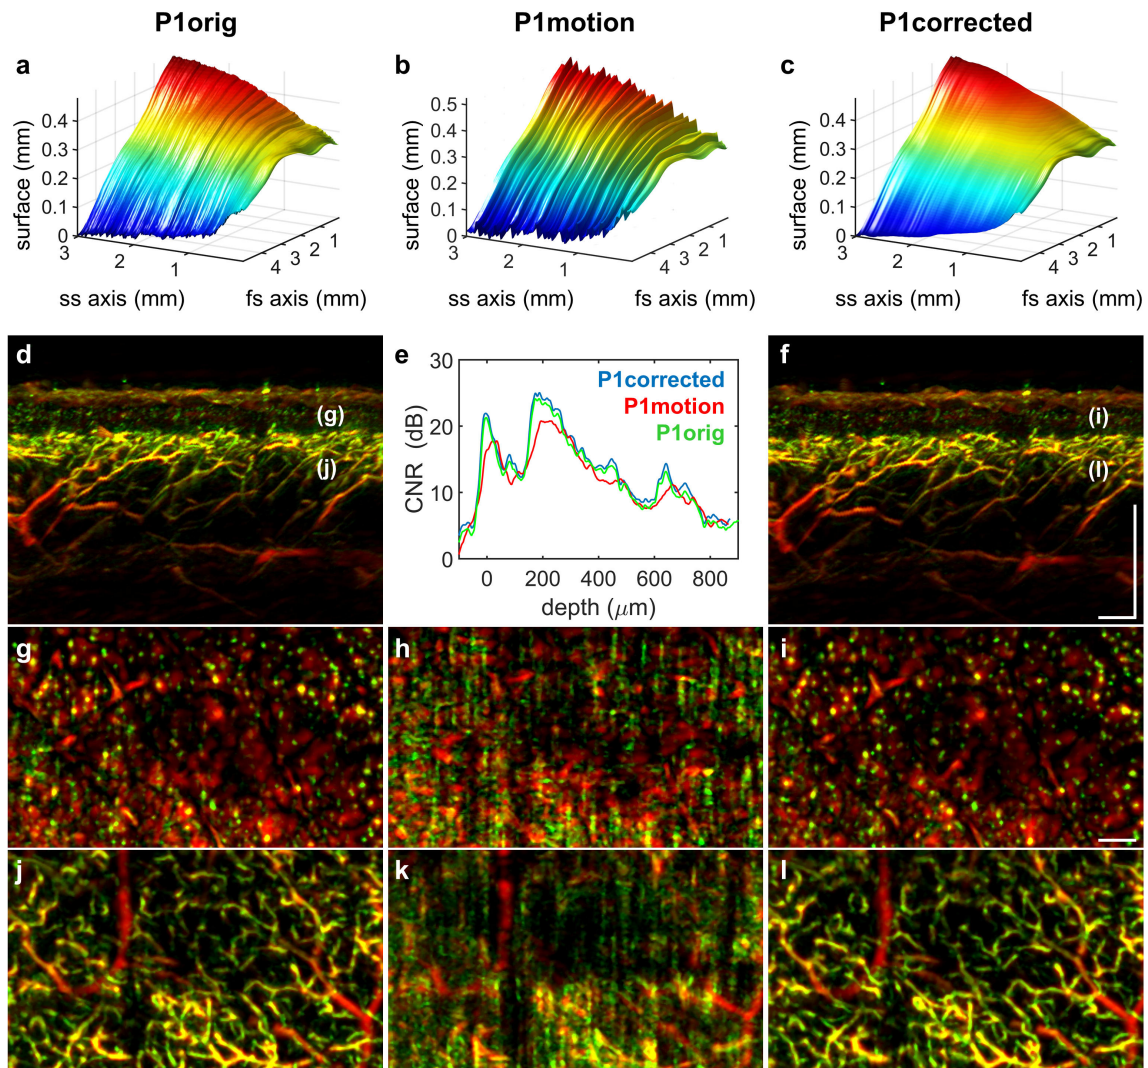 P1orig P1motion P1corrected
a b c
surface (mm) 0.4 0.3 0.2 0.1 0
3 2 1
4 3 2 1
ss axis (mm) fs axis (mm)
surface (mm) 0.5 0.4 0.3 0.2 0.1 0
3 2 1
4 3 2 1
ss axis (mm) fs axis (mm)
surface (mm) 0.4 0.3 0.2 0.1 0
3 2 1
4 3 2 1
ss axis (mm) fs axis (mm)
d
(g)
(j)
e
CNR (dB)
30
20
10
0
P1corrected
P1motion
P1orig
0 200 400 600 800
depth (μm)
f
(i)
(l)
g h i
j k l